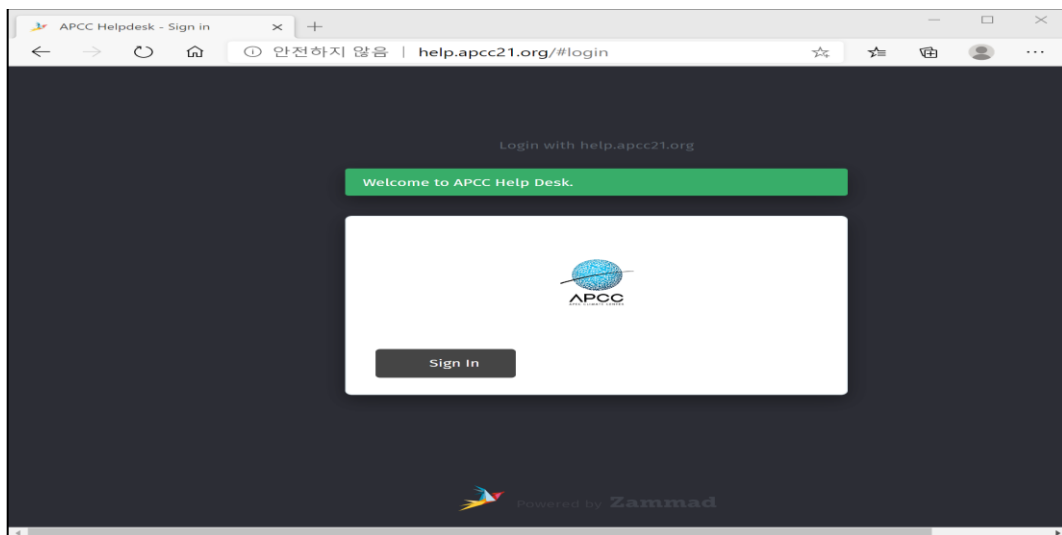 APCC Helpdesk - Sign in
안전하지 않음 | help.apcc21.org/#login
Login with help.apcc21.org
Welcome to APCC Help Desk.
APCC
Sign In
Powered by Zammad